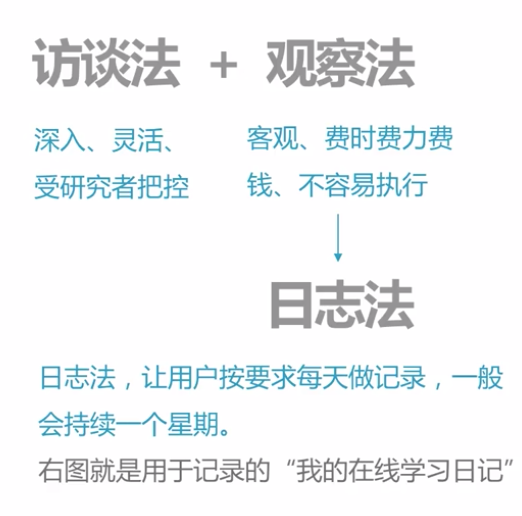 访谈法 + 观察法
深入、灵活、
受研究者把控
客观、费时费力费
钱、不容易执行
日志法
日志法，让用户按要求每天做记录，一般
会持续一个星期。
右图就是用于记录的“我的在线学习日记”